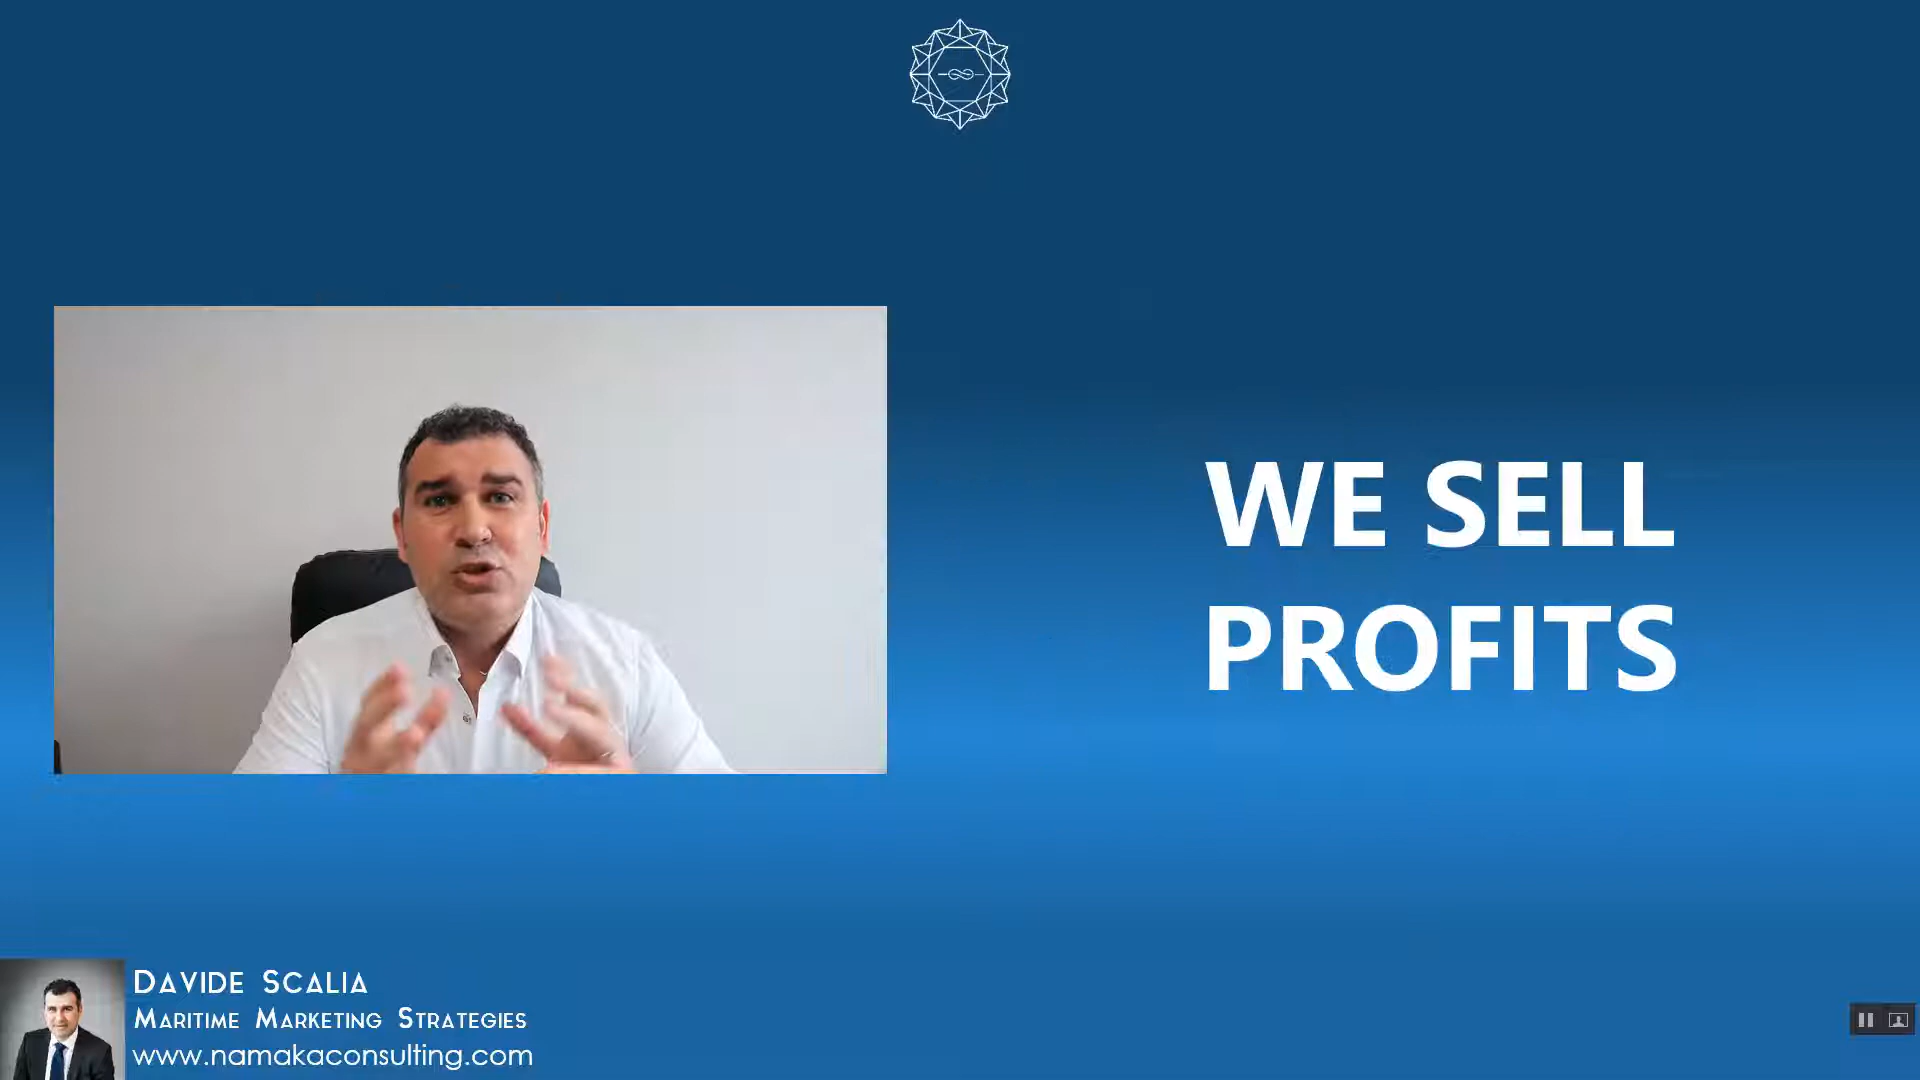 WE SELL
PROFITS
Davide Scalia
Maritime Marketing Strategies
www.namakaconsulting.com